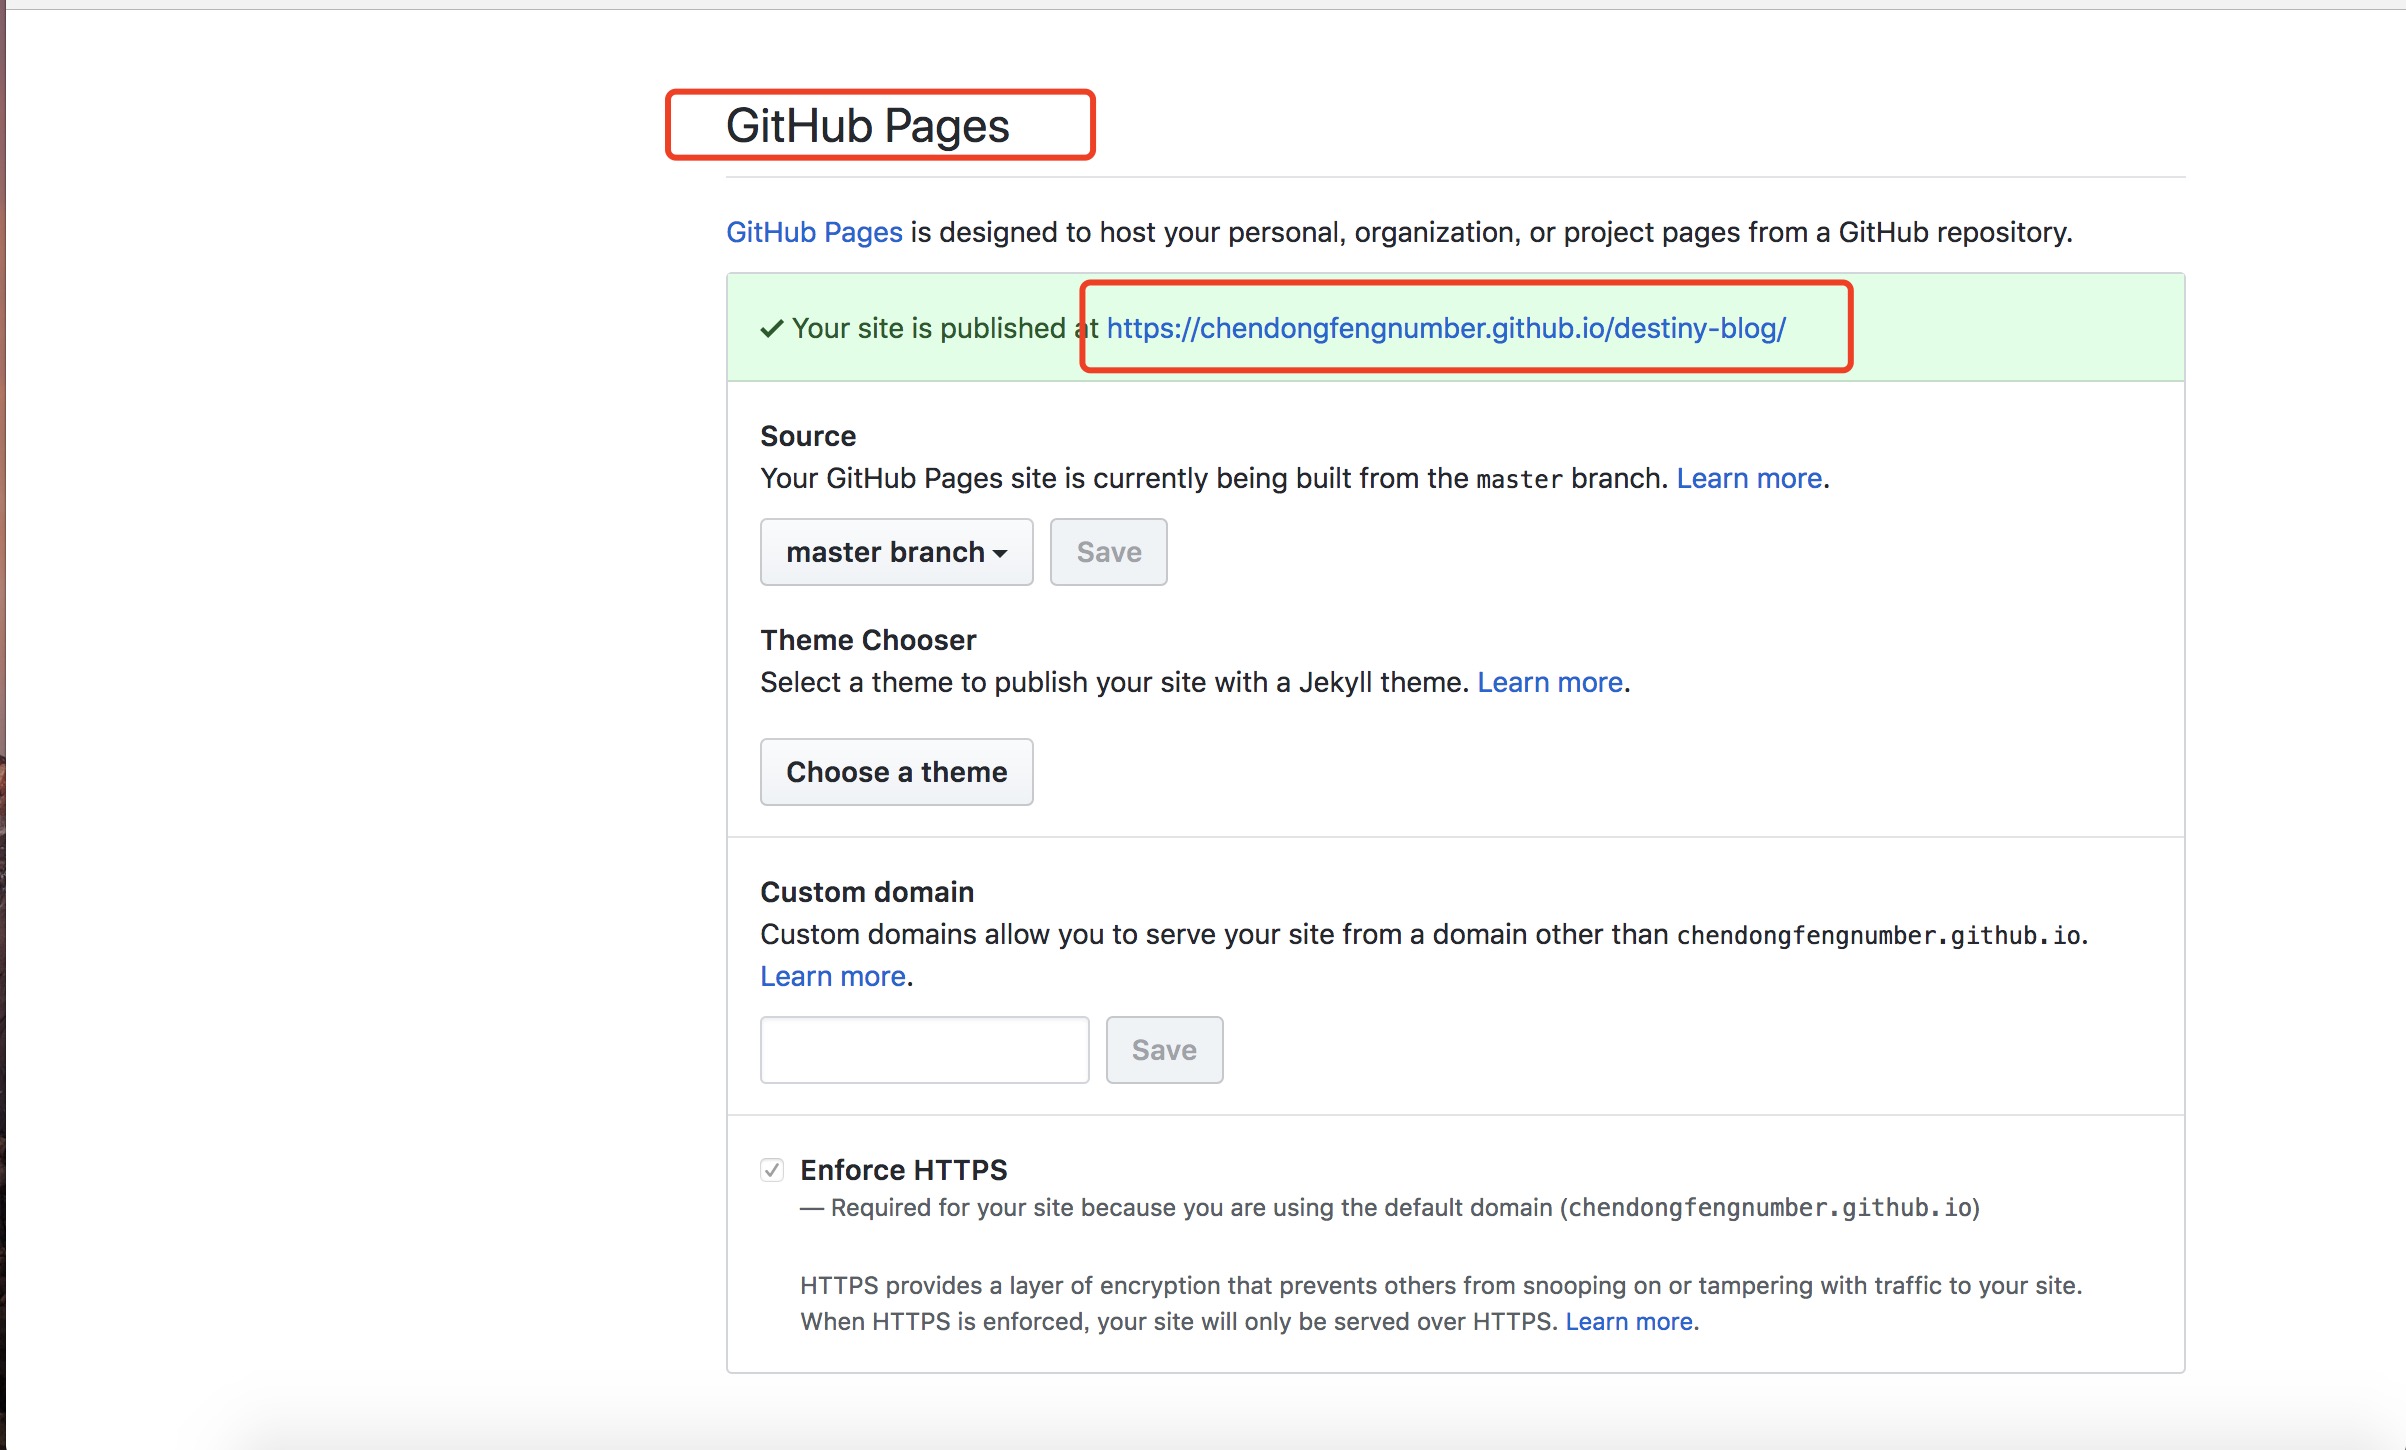 GitHub Pages
GitHub Pages is designed to host your personal, organization, or project pages from a GitHub repository.
Your site is published at https://chendongfengnumber.github.io/destiny-blog/
Source
Your GitHub Pages site is currently being built from the master branch. Learn more.
master branch Save
Theme Chooser
Select a theme to publish your site with a Jekyll theme. Learn more.
Choose a theme
Custom domain
Custom domains allow you to serve your site from a domain other than chendongfengnumber.github.io.
Learn more.
Save
Enforce HTTPS
— Required for your site because you are using the default domain (chendongfengnumber.github.io)
HTTPS provides a layer of encryption that prevents others from snooping on or tampering with traffic to your site.
When HTTPS is enforced, your site will only be served over HTTPS. Learn more.